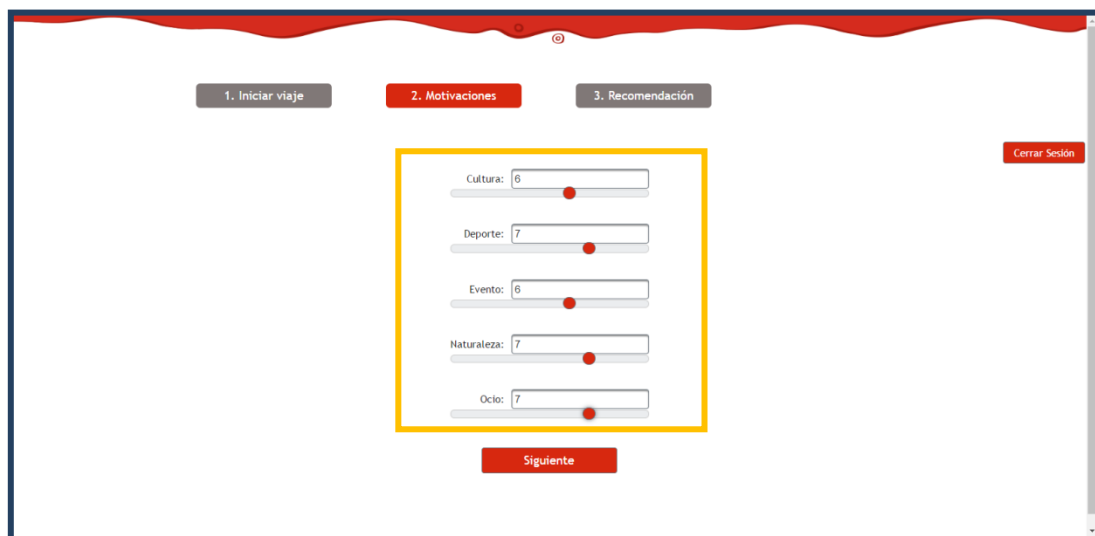 1. Iniciar viaje
2. Motivaciones
3. Recomendación
Cerrar Sesión
Cultura: 6
Deporte: 7
Evento: 6
Naturaleza: 7
Ocio: 7
Siguiente